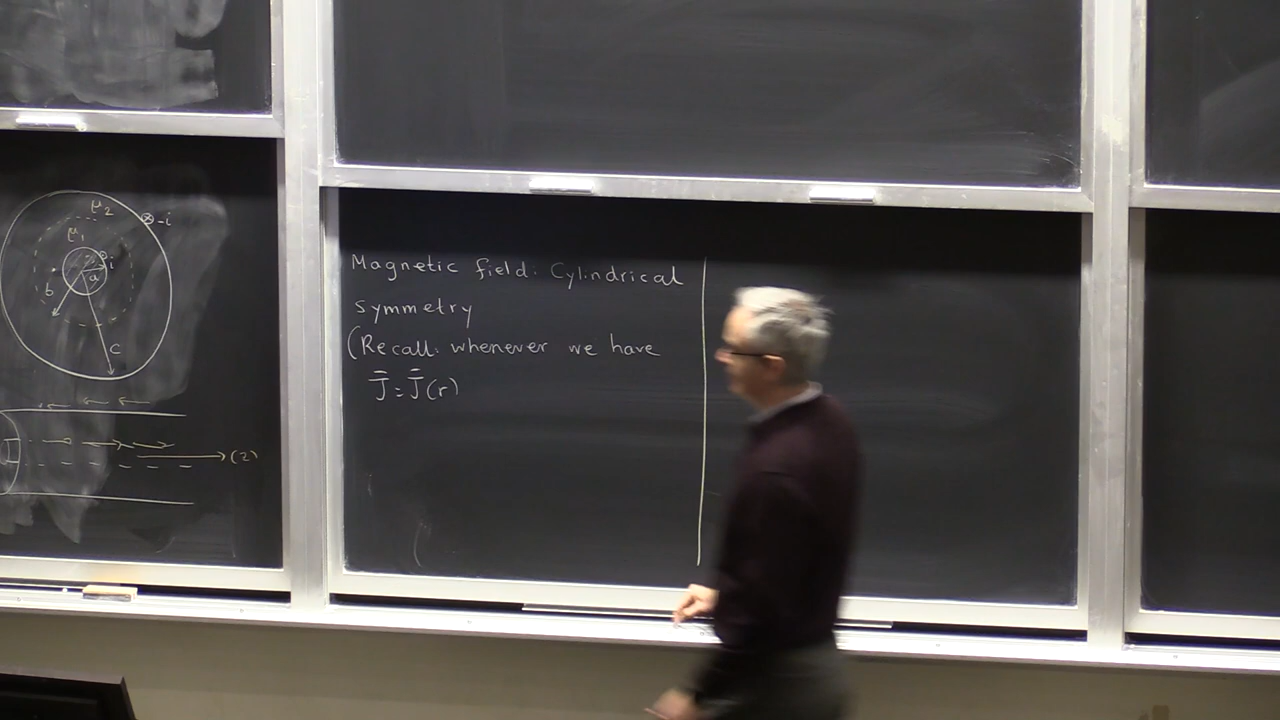 μ₂
⊗ -i
μ₁
i
a
b
c
(z)
Magnetic field: Cylindrical
symmetry
(Recall: whenever we have
J̄ = J̄(r)